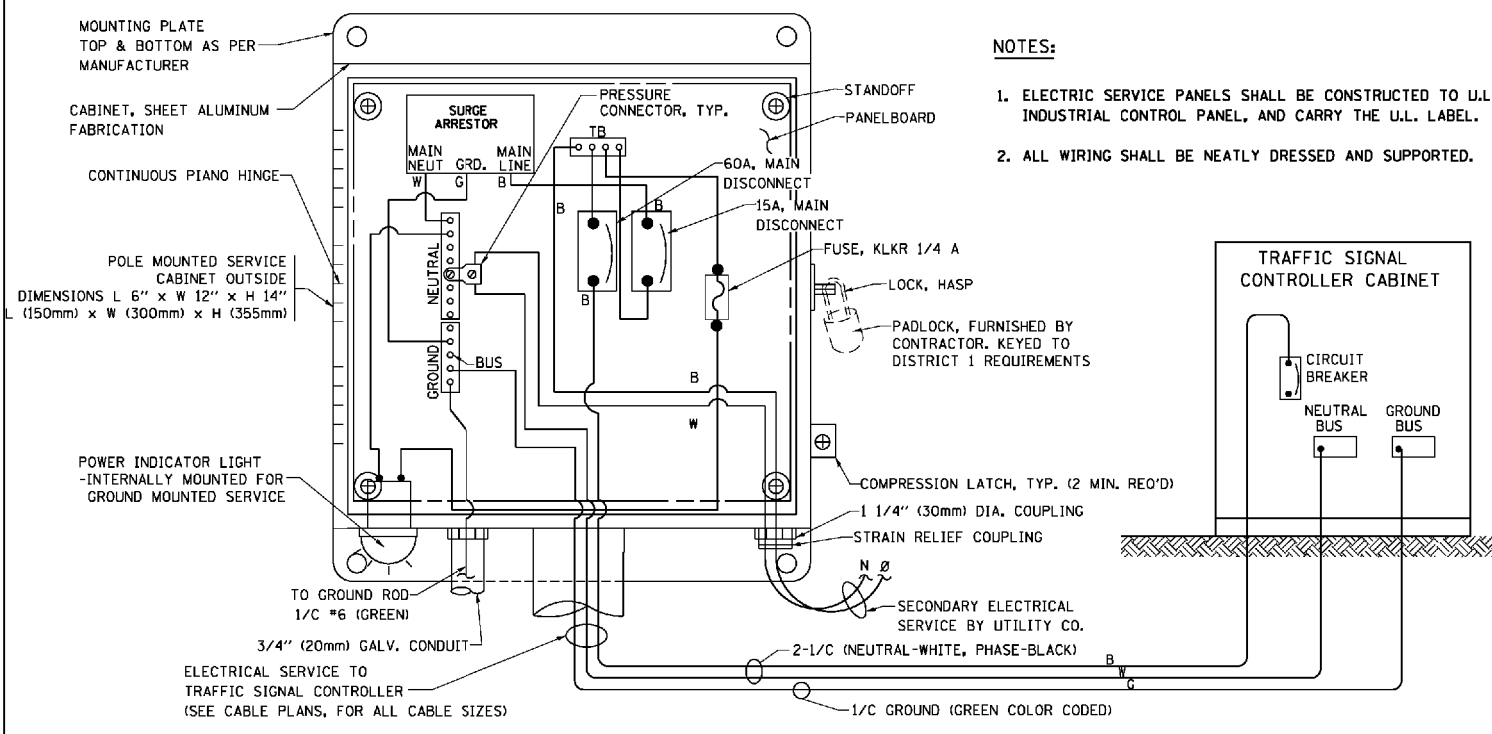 MOUNTING PLATE
TOP & BOTTOM AS PER
MANUFACTURER
CABINET, SHEET ALUMINUM
FABRICATION
CONTINUOUS PIANO HINGE
POLE MOUNTED SERVICE
CABINET OUTSIDE
DIMENSIONS L 6" x W 12" x H 14"
L (150mm) x W (300mm) x H (355mm)
POWER INDICATOR LIGHT
-INTERNALLY MOUNTED FOR
GROUND MOUNTED SERVICE
TO GROUND ROD
1/C #6 (GREEN)
3/4" (20mm) GALV. CONDUIT
ELECTRICAL SERVICE TO
TRAFFIC SIGNAL CONTROLLER
(SEE CABLE PLANS, FOR ALL CABLE SIZES)
SURGE
ARRESTOR
MAIN
NEUT
GRD.
MAIN
LINE
W
G
B
PRESSURE
CONNECTOR, TYP.
TB
60A, MAIN
DISCONNECT
15A, MAIN
DISCONNECT
B
B
B
NEUTRAL
GROUND
BUS
B
W
STANDOFF
PANELBOARD
FUSE, KLKR 1/4 A
LOCK, HASP
PADLOCK, FURNISHED BY
CONTRACTOR. KEYED TO
DISTRICT 1 REQUIREMENTS
COMPRESSION LATCH, TYP. (2 MIN. REQ'D)
1 1/4" (30mm) DIA. COUPLING
STRAIN RELIEF COUPLING
N Ø
SECONDARY ELECTRICAL
SERVICE BY UTILITY CO.
2-1/C (NEUTRAL-WHITE, PHASE-BLACK)
B
W
G
1/C GROUND (GREEN COLOR CODED)
NOTES:
1. ELECTRIC SERVICE PANELS SHALL BE CONSTRUCTED TO U.L
INDUSTRIAL CONTROL PANEL, AND CARRY THE U.L. LABEL.
2. ALL WIRING SHALL BE NEATLY DRESSED AND SUPPORTED.
TRAFFIC SIGNAL
CONTROLLER CABINET
CIRCUIT
BREAKER
NEUTRAL
BUS
GROUND
BUS